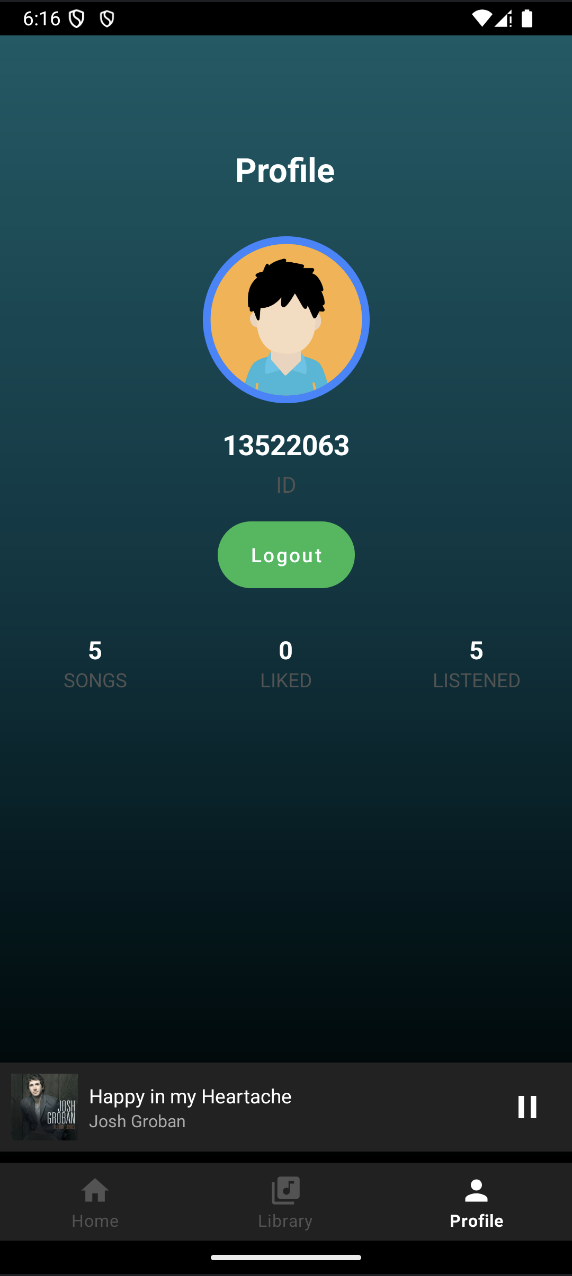 6:16
Profile
13522063
ID
Logout
5 0 5
SONGS LIKED LISTENED
JOSH
GROBAN
Happy in my Heartache
Josh Groban
Home Library Profile